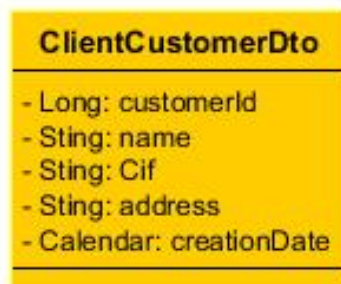 ClientCustomerDto
- Long: customerId
- Sting: name
- Sting: Cif
- Sting: address
- Calendar: creationDate